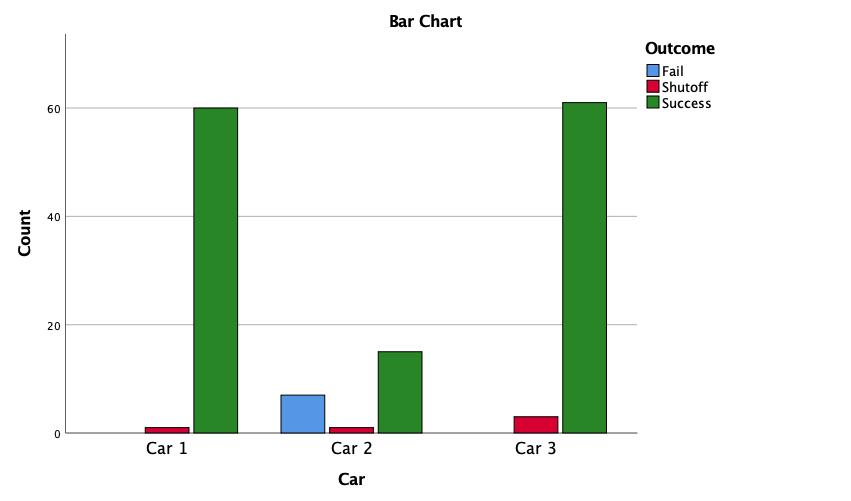 Bar Chart
Outcome
Fail
Shutoff
Success
60
40
20
0
Count
Car 1
Car 2
Car 3
Car